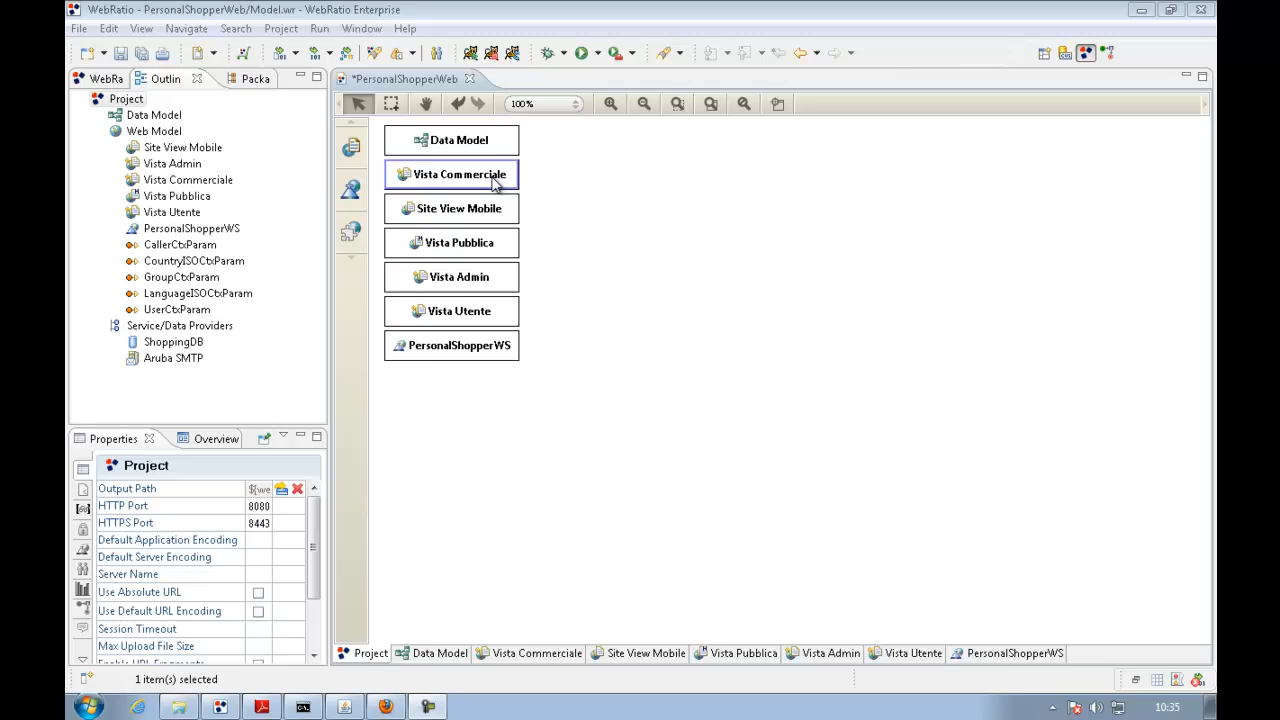 WebRatio - PersonalShopperWeb/Model.wr - WebRatio Enterprise
File Edit View Navigate Search Project Run Window Help
WebRa Outlin Packa
*PersonalShopperWeb
100%
Project
Data Model
Web Model
Site View Mobile
Vista Admin
Vista Commerciale
Vista Pubblica
Vista Utente
PersonalShopperWS
CallerCtxParam
CountryISOCtxParam
GroupCtxParam
LanguageISOCtxParam
UserCtxParam
Service/Data Providers
ShoppingDB
Aruba SMTP
Data Model
Vista Commerciale
Site View Mobile
Vista Pubblica
Vista Admin
Vista Utente
PersonalShopperWS
Properties Overview
Project
Output Path ${we
HTTP Port 8080
HTTPS Port 8443
Default Application Encoding
Default Server Encoding
Server Name
Use Absolute URL
Use Default URL Encoding
Session Timeout
Max Upload File Size
Enable URL Fragments
Project Data Model Vista Commerciale Site View Mobile Vista Pubblica Vista Admin Vista Utente PersonalShopperWS
1 item(s) selected
10:35